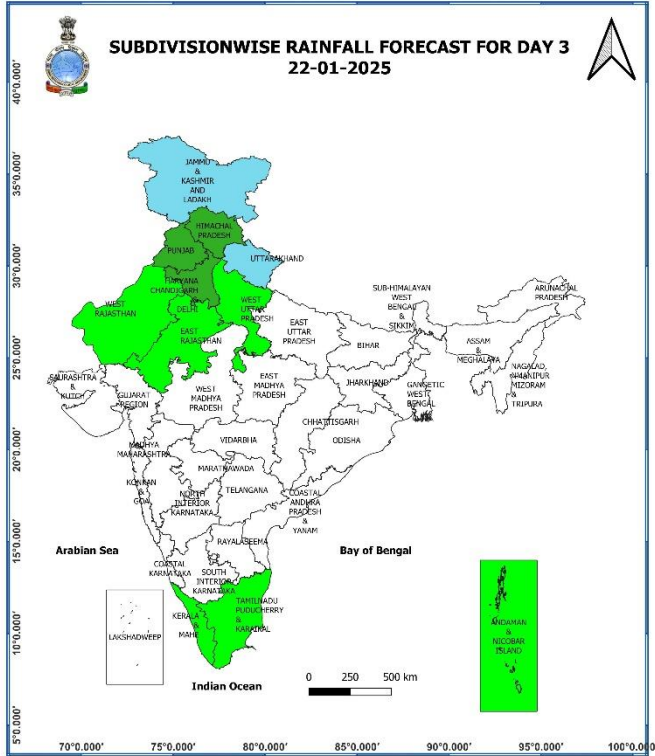 SUBDIVISIONWISE RAINFALL FORECAST FOR DAY 3
22-01-2025
40°0.000'
35°0.000'
30°0.000'
25°0.000'
20°0.000'
15°0.000'
10°0.000'
5°0.000'
JAMMU
&
KASHMIR
AND
LADAKH
HIMACHAL
PRADESH
PUNJAB
UTTARAKHAND
HARYANA
CHANDIGARH
&
DELHI
WEST
RAJASTHAN
WEST
UTTAR
PRADESH
EAST
RAJASTHAN
EAST
UTTAR
PRADESH
SUB-HIMALAYAN
WEST
BENGAL
&
SIKKIM
ARUNACHAL
PRADESH
BIHAR
ASSAM
&
MEGHALAYA
NAGALAD,
MANIPUR
MIZORAM
&
TRIPURA
SAURASHTRA
&
KUTCH
GUJARAT
REGION
WEST
MADHYA
PRADESH
EAST
MADHYA
PRADESH
JHARKHAND
GANGETIC
WEST
BENGAL
CHHATTISGARH
ODISHA
VIDARBHA
MADHYA
MAHARASHTRA
MARATHWADA
KONKAN
&
GOA
NORTH
INTERIOR
KARNATAKA
TELANGANA
COASTAL
ANDHRA
PRADESH
&
YANAM
RAYALASEEMA
Arabian Sea
Bay of Bengal
COASTAL
KARNATAKA
SOUTH
INTERIOR
KARNATAKA
TAMILNADU
PUDUCHERRY
&
KARAIKAL
KERALA
&
MAHE
LAKSHADWEEP
ANDAMAN
&
NICOBAR
ISLAND
Indian Ocean
0 250 500 km
70°0.000' 75°0.000' 80°0.000' 85°0.000' 90°0.000' 95°0.000' 100°0.000'